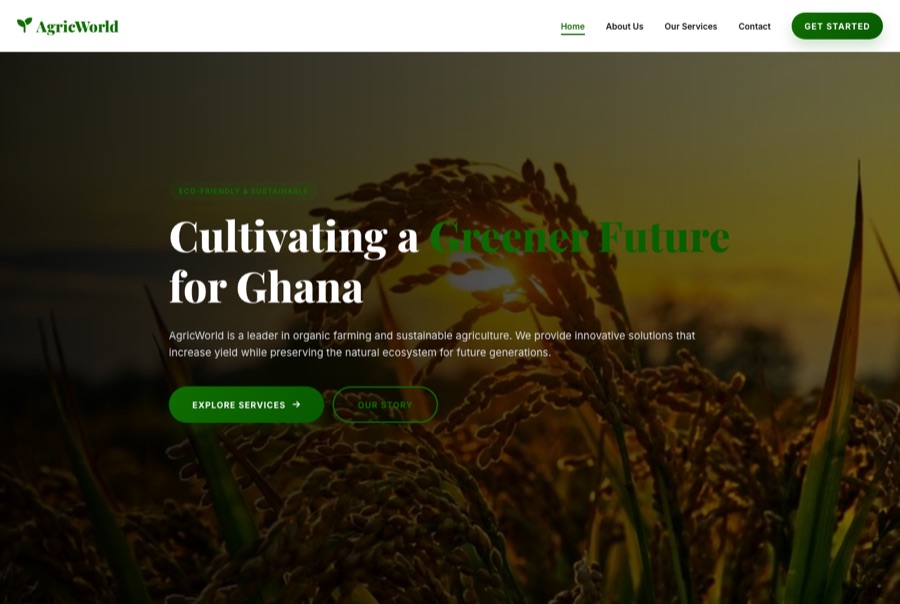 AgricWorld
Home About Us Our Services Contact GET STARTED
ECO-FRIENDLY & SUSTAINABLE
Cultivating a Greener Future
for Ghana
AgricWorld is a leader in organic farming and sustainable agriculture. We provide innovative solutions that
increase yield while preserving the natural ecosystem for future generations.
EXPLORE SERVICES →
OUR STORY